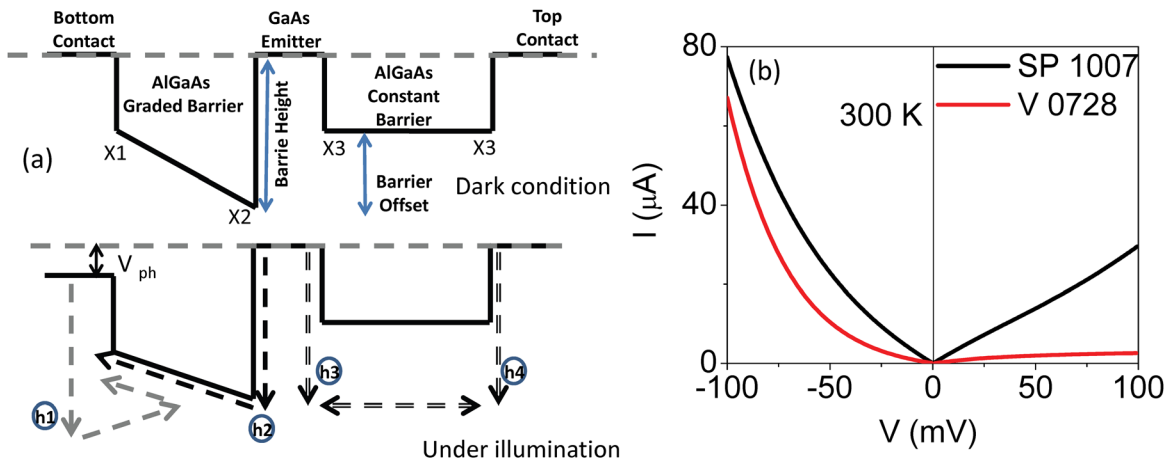 Bottom
Contact
GaAs
Emitter
Top
Contact
AlGaAs
Graded Barrier
Barrie Height
AlGaAs
Constant
Barrier
(a)
X1
X2
X3
X3
Barrier
Offset
Dark condition
V ph
h1
h2
h3
h4
Under illumination
(b)
SP 1007
V 0728
300 K
80
40
0
I (μA)
-100
-50
0
50
100
V (mV)